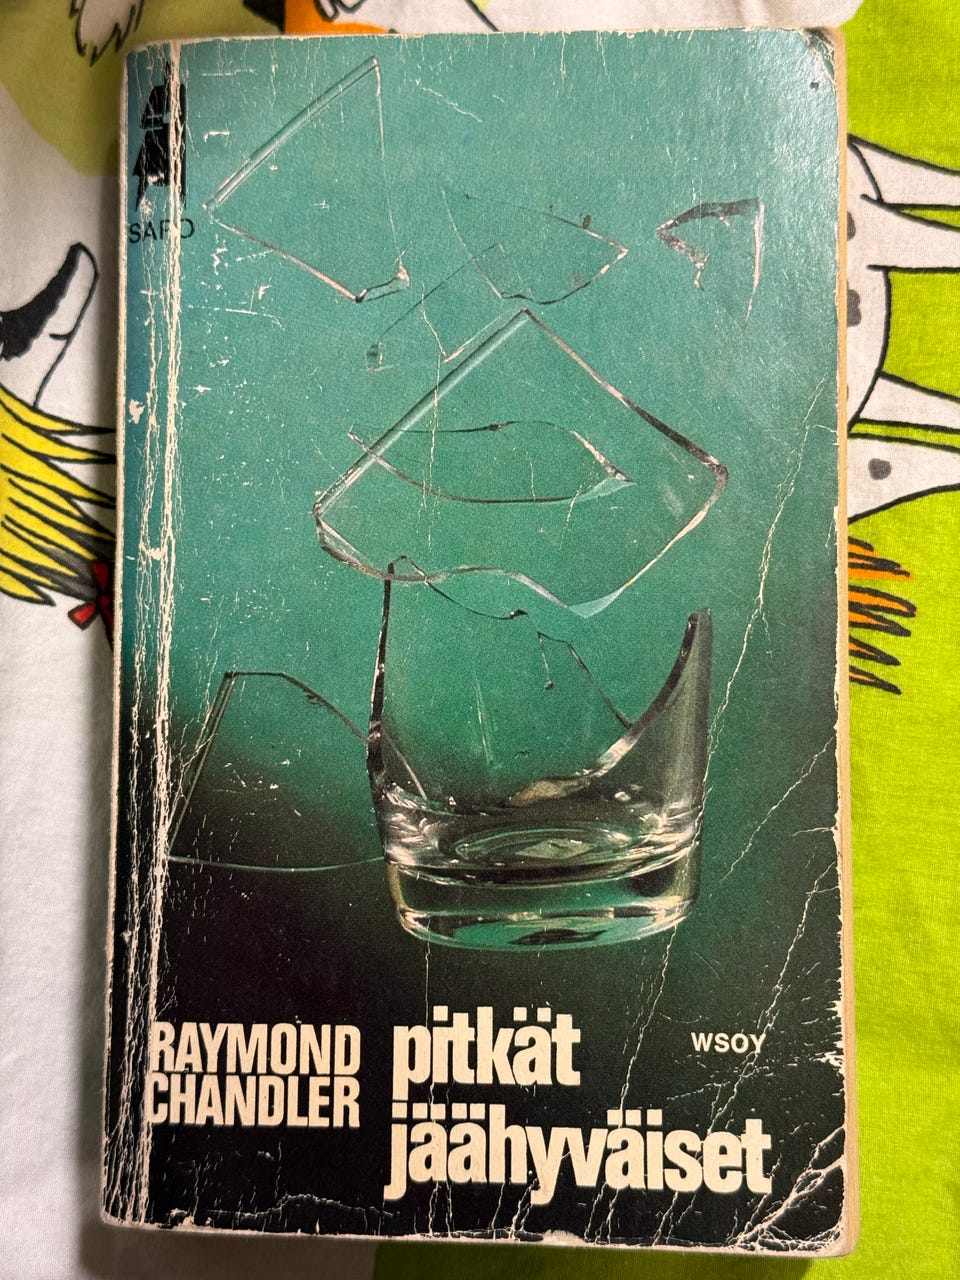 SAPO
RAYMOND
CHANDLER
pitkät
jäähyväiset
WSOY